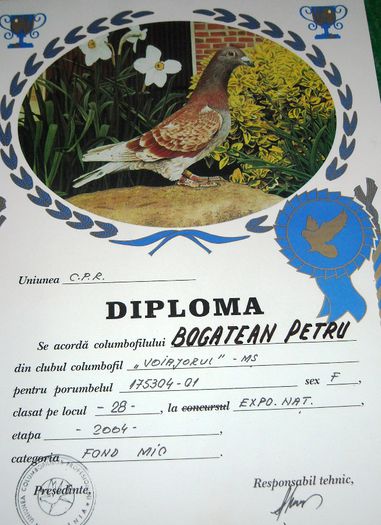 Uniunea C.P.R.
DIPLOMA
Se acordă columbofilului BOGATEAN PETRU
din clubul columbofil "VOIAJORUL" - MS
pentru porumbelul 175304-01 sex F,
clasat pe locul - 28 -, la concursul EXPO. NAT.
etapa - 2004 -
categoria FOND MIC
Președinte,
Responsabil tehnic,